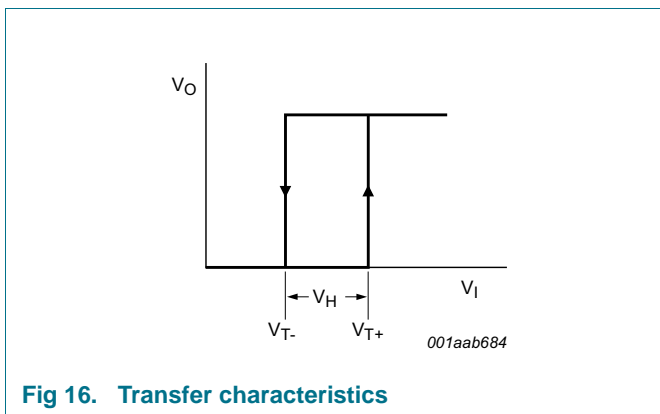 VO
VH
VI
VT-
VT+
001aab684
Fig 16. Transfer characteristics